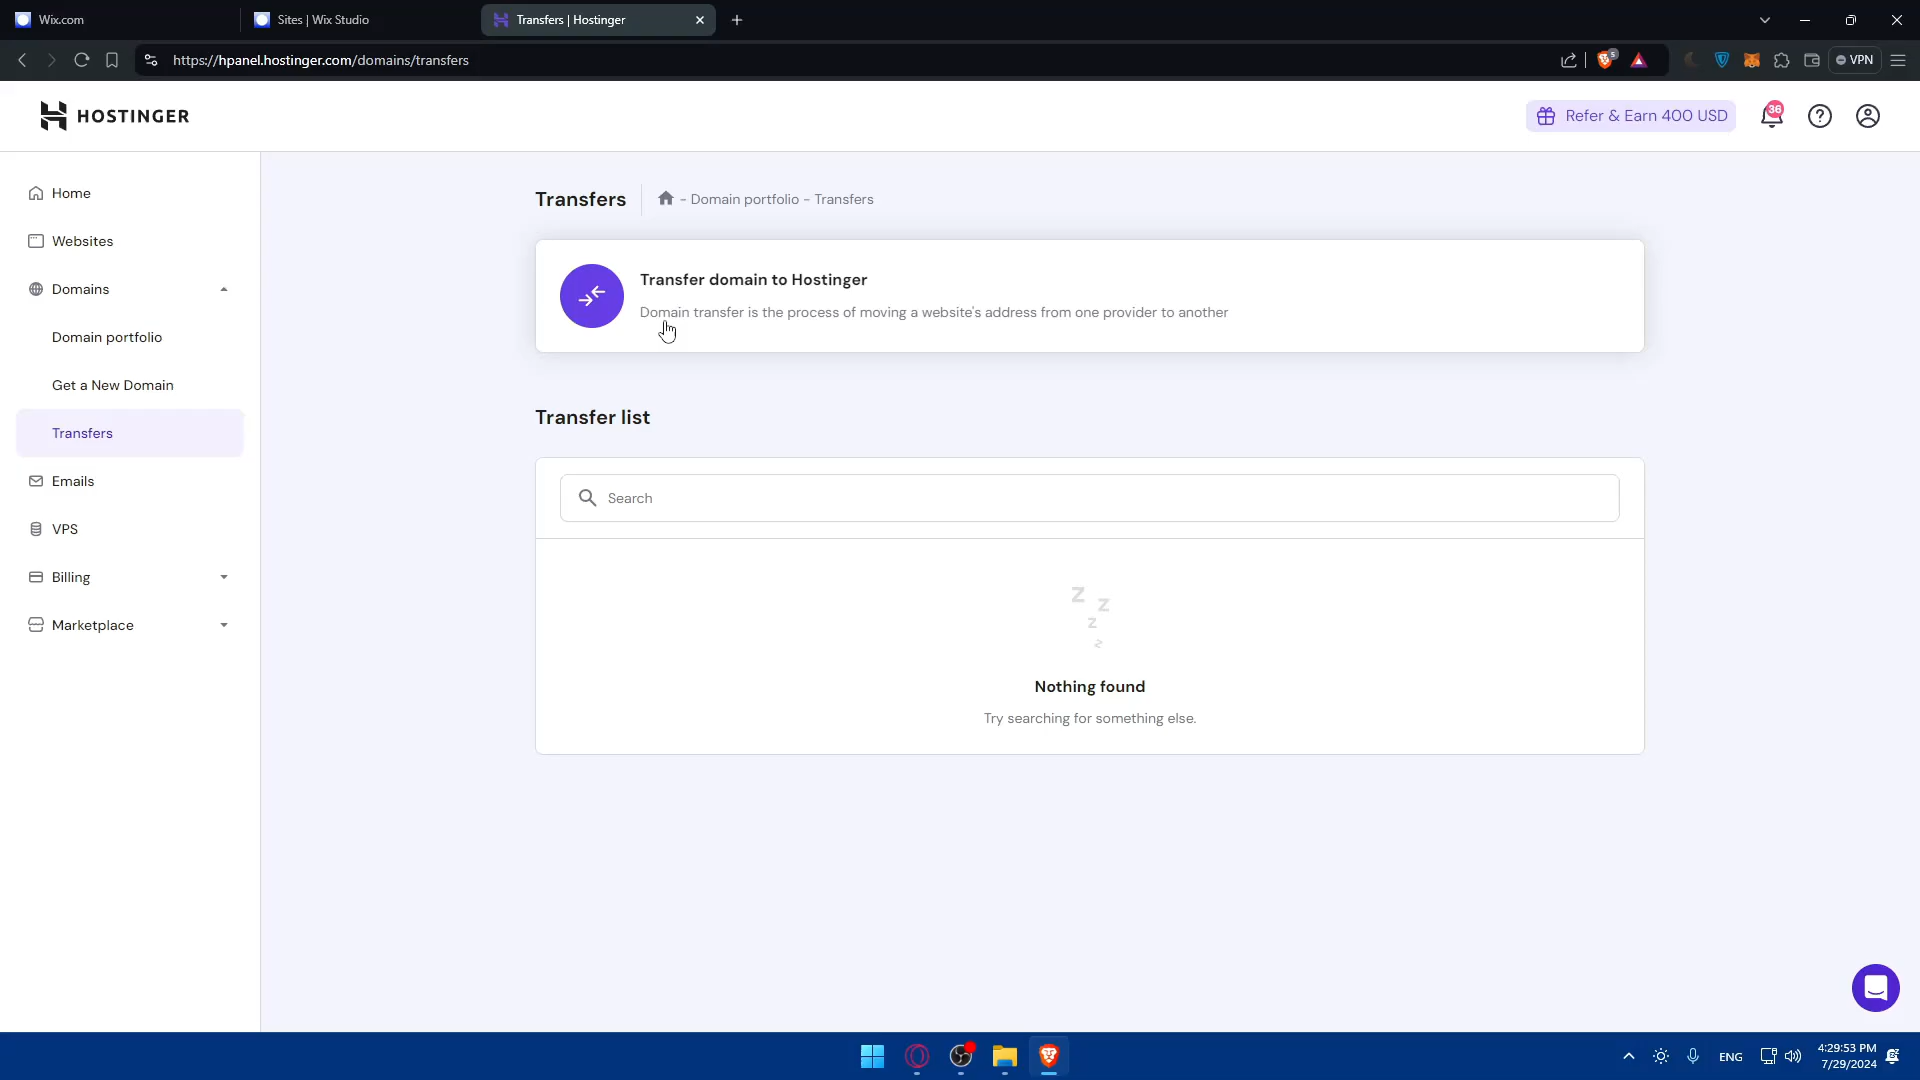 Wix.com
Sites | Wix Studio
Transfers | Hostinger
https://hpanel.hostinger.com/domains/transfers
5
VPN
HOSTINGER
Refer & Earn 400 USD
36
Home
Websites
Domains
Domain portfolio
Get a New Domain
Transfers
Emails
VPS
Billing
Marketplace
Transfers
- Domain portfolio - Transfers
Transfer domain to Hostinger
Domain transfer is the process of moving a website's address from one provider to another
Transfer list
Search
z z
z
z
Nothing found
Try searching for something else.
ENG
4:29:53 PM
7/29/2024